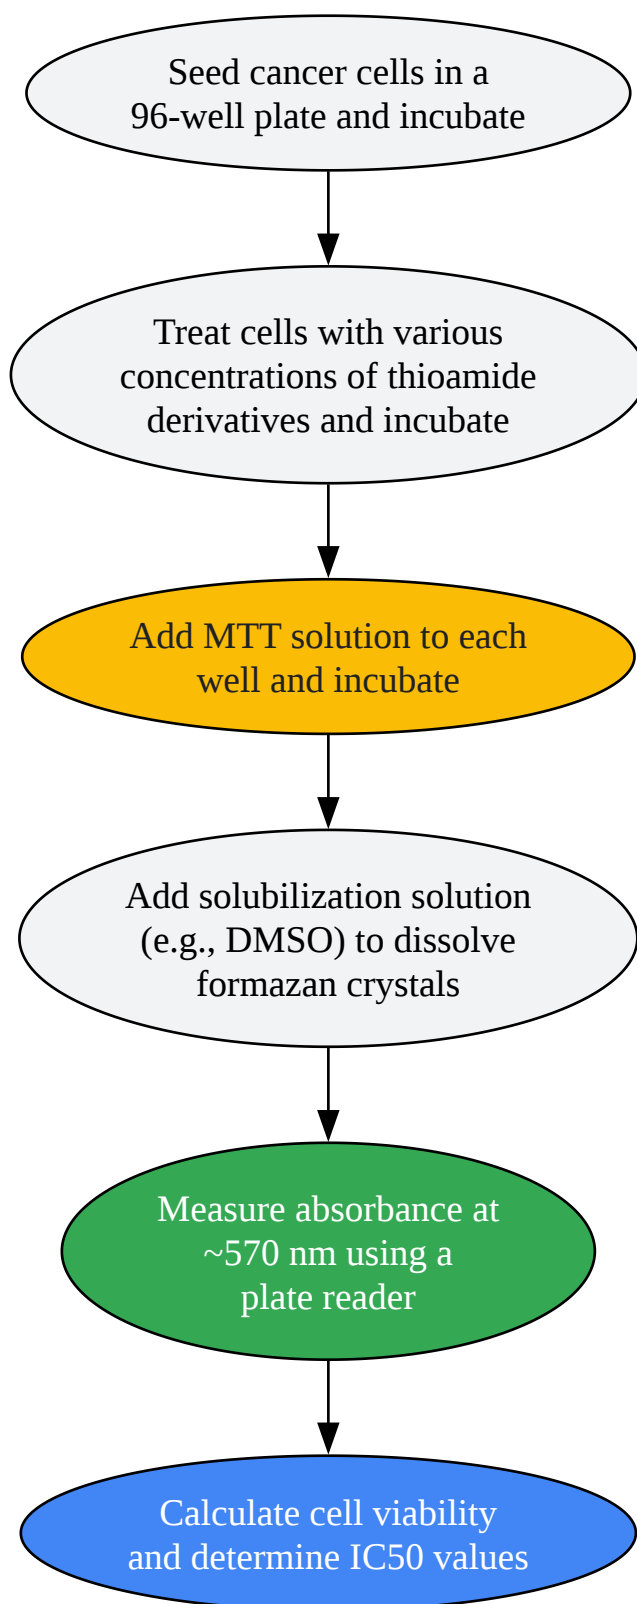 Seed cancer cells in a
96-well plate and incubate
Treat cells with various
concentrations of thioamide
derivatives and incubate
Add MTT solution to each
well and incubate
Add solubilization solution
(e.g., DMSO) to dissolve
formazan crystals
Measure absorbance at
~570 nm using a
plate reader
Calculate cell viability
and determine IC50 values